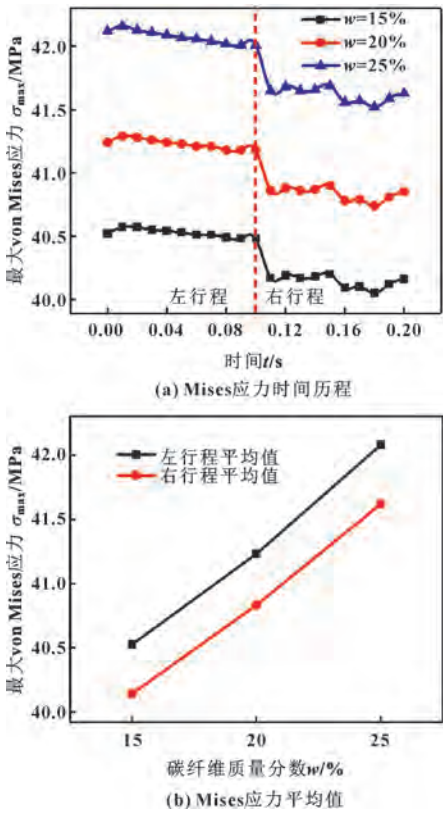 最大von Mises应力 σmax/MPa
42.0
41.5
41.0
40.5
40.0
w=15%
w=20%
w=25%
左行程
右行程
0.00 0.04 0.08 0.12 0.16 0.20
时间t/s
(a) Mises应力时间历程
最大von Mises应力 σmax/MPa
42.0
41.5
41.0
40.5
40.0
左行程平均值
右行程平均值
15 20 25
碳纤维质量分数w/%
(b) Mises应力平均值